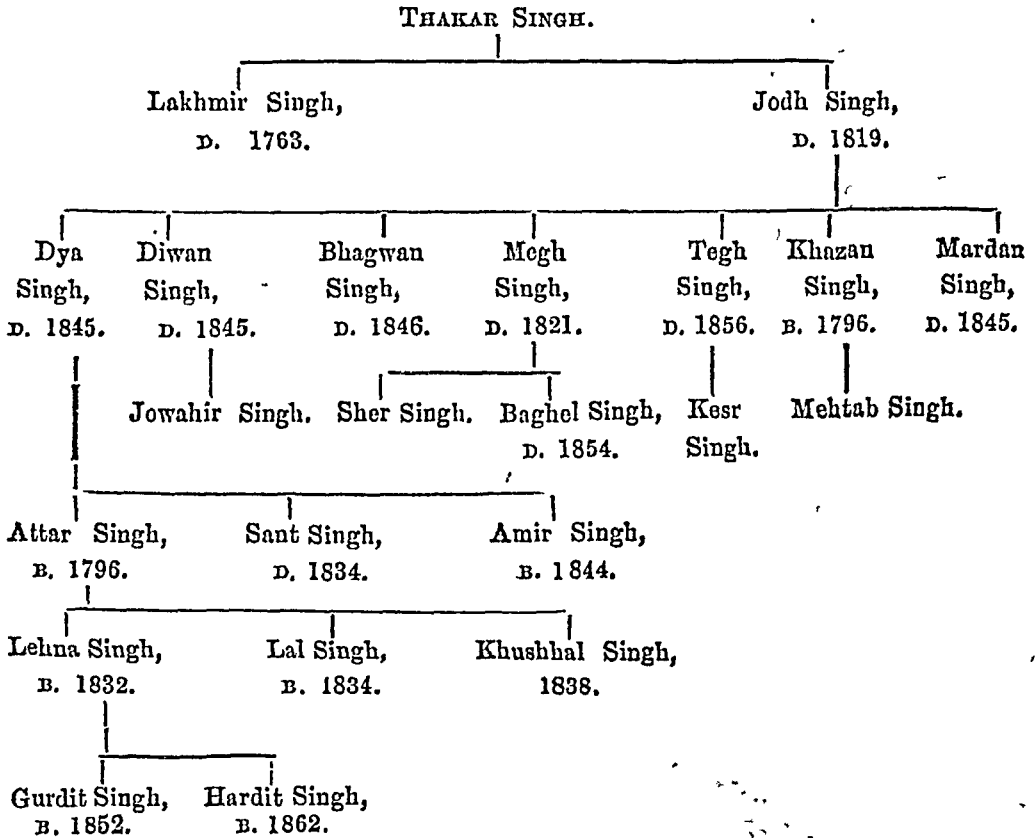 THAKAR SINGH.
Lakhmir Singh, Jodh Singh,
D. 1763. D. 1819.
Dya Diwan Bhagwan Megh Tegh Khazan Mardan
Singh, Singh, Singh, Singh, Singh, Singh, Singh,
D. 1845. D. 1845. D. 1846. D. 1821. D. 1856. B. 1796. D. 1845.
Jowahir Singh. Sher Singh. Baghel Singh, Kesr Mehtab Singh.
D. 1854. Singh.
Attar Singh, Sant Singh, Amir Singh,
B. 1796. D. 1834. B. 1844.
Lehna Singh, Lal Singh, Khushhal Singh,
B. 1832. B. 1834. 1838.
Gurdit Singh, Hardit Singh,
B. 1852. B. 1862.